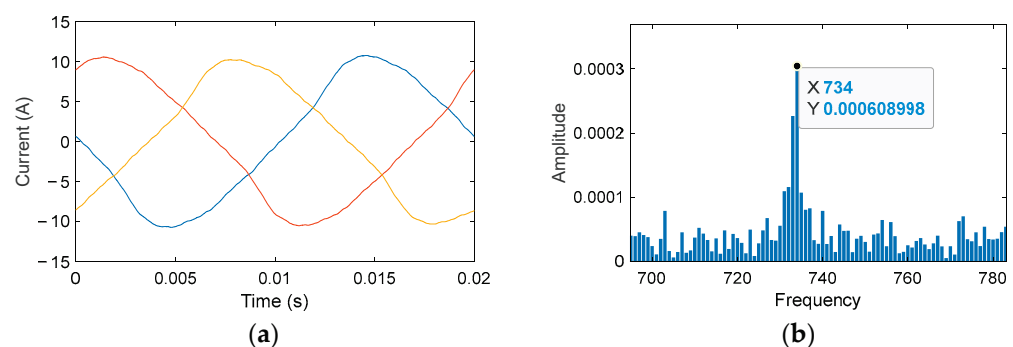 15
10
5
0
−5
−10
−15
Current (A)
0
0.005
0.01
0.015
0.02
Time (s)
(a)
0.0003
0.0002
0.0001
0
Amplitude
X 734
Y 0.000608998
700
720
740
760
780
Frequency
(b)